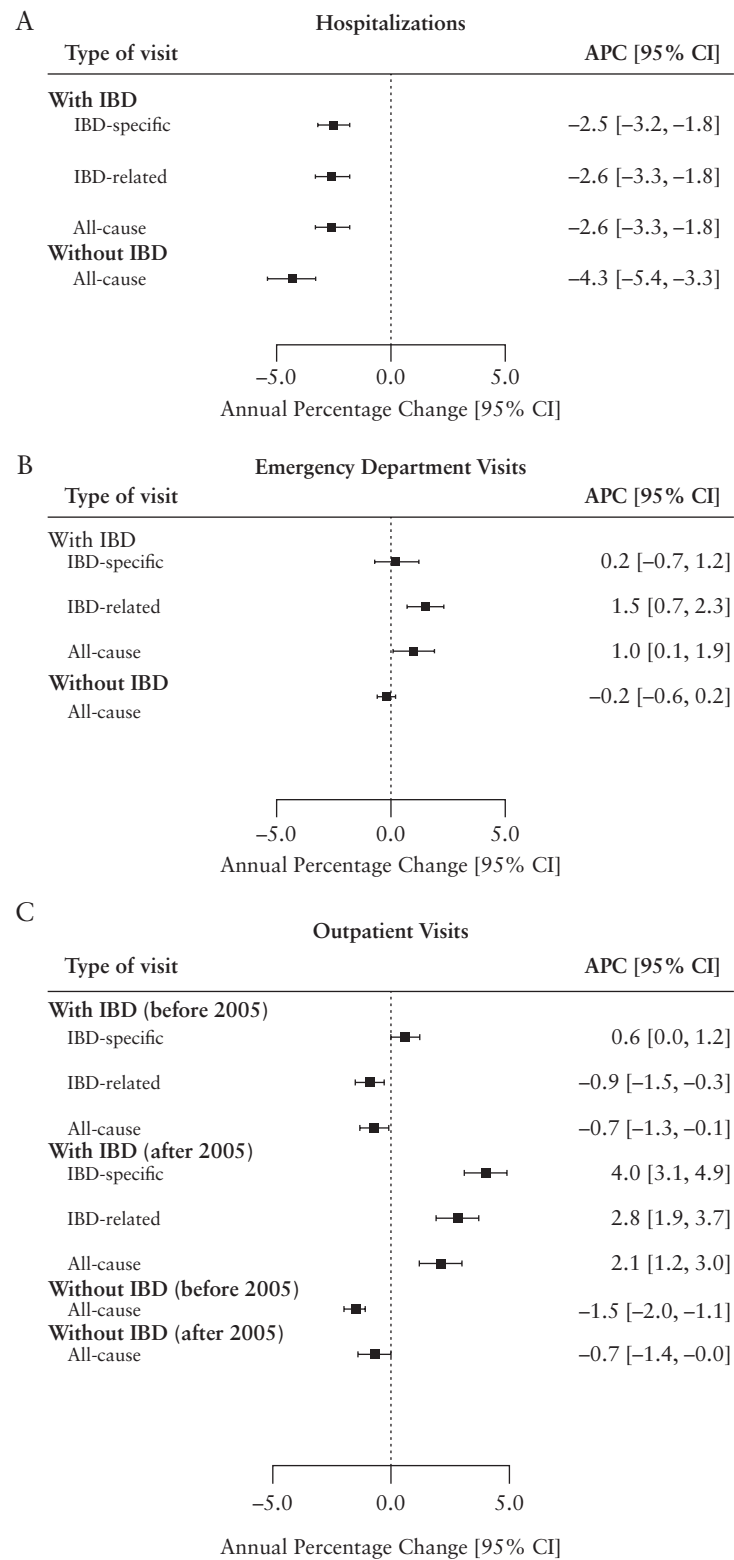 A
Hospitalizations
Type of visit APC [95% CI]
With IBD
IBD-specific −2.5 [−3.2, −1.8]
IBD-related −2.6 [−3.3, −1.8]
All-cause −2.6 [−3.3, −1.8]
Without IBD
All-cause −4.3 [−5.4, −3.3]
−5.0 0.0 5.0
Annual Percentage Change [95% CI]
B
Emergency Department Visits
Type of visit APC [95% CI]
With IBD
IBD-specific 0.2 [−0.7, 1.2]
IBD-related 1.5 [0.7, 2.3]
All-cause 1.0 [0.1, 1.9]
Without IBD
−0.2 [−0.6, 0.2]
All-cause
−5.0 0.0 5.0
Annual Percentage Change [95% CI]
C
Outpatient Visits
Type of visit APC [95% CI]
With IBD (before 2005)
IBD-specific 0.6 [0.0, 1.2]
IBD-related −0.9 [−1.5, −0.3]
All-cause −0.7 [−1.3, −0.1]
With IBD (after 2005)
IBD-specific 4.0 [3.1, 4.9]
IBD-related 2.8 [1.9, 3.7]
All-cause 2.1 [1.2, 3.0]
Without IBD (before 2005)
All-cause −1.5 [−2.0, −1.1]
Without IBD (after 2005)
All-cause −0.7 [−1.4, −0.0]
−5.0 0.0 5.0
Annual Percentage Change [95% CI]